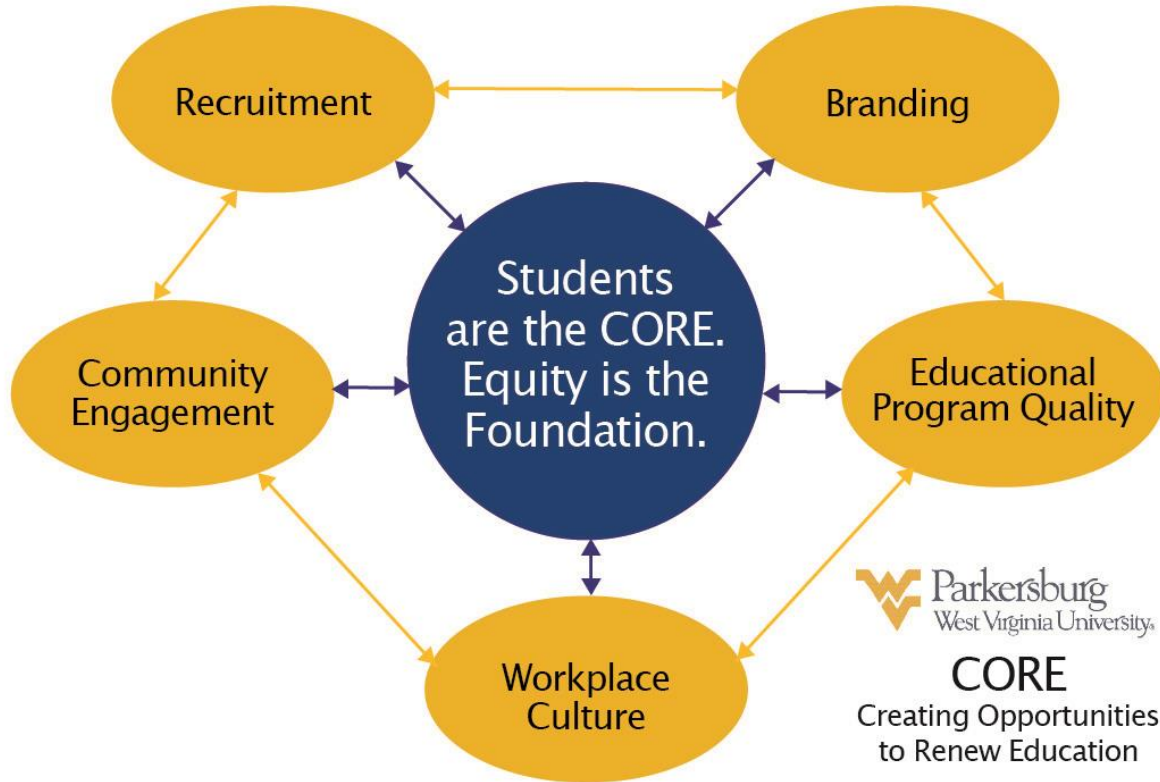 Recruitment
Branding
Students
are the CORE.
Equity is the
Foundation.
Community
Engagement
Educational
Program Quality
Workplace
Culture
Parkersburg
West Virginia University®
CORE
Creating Opportunities
to Renew Education